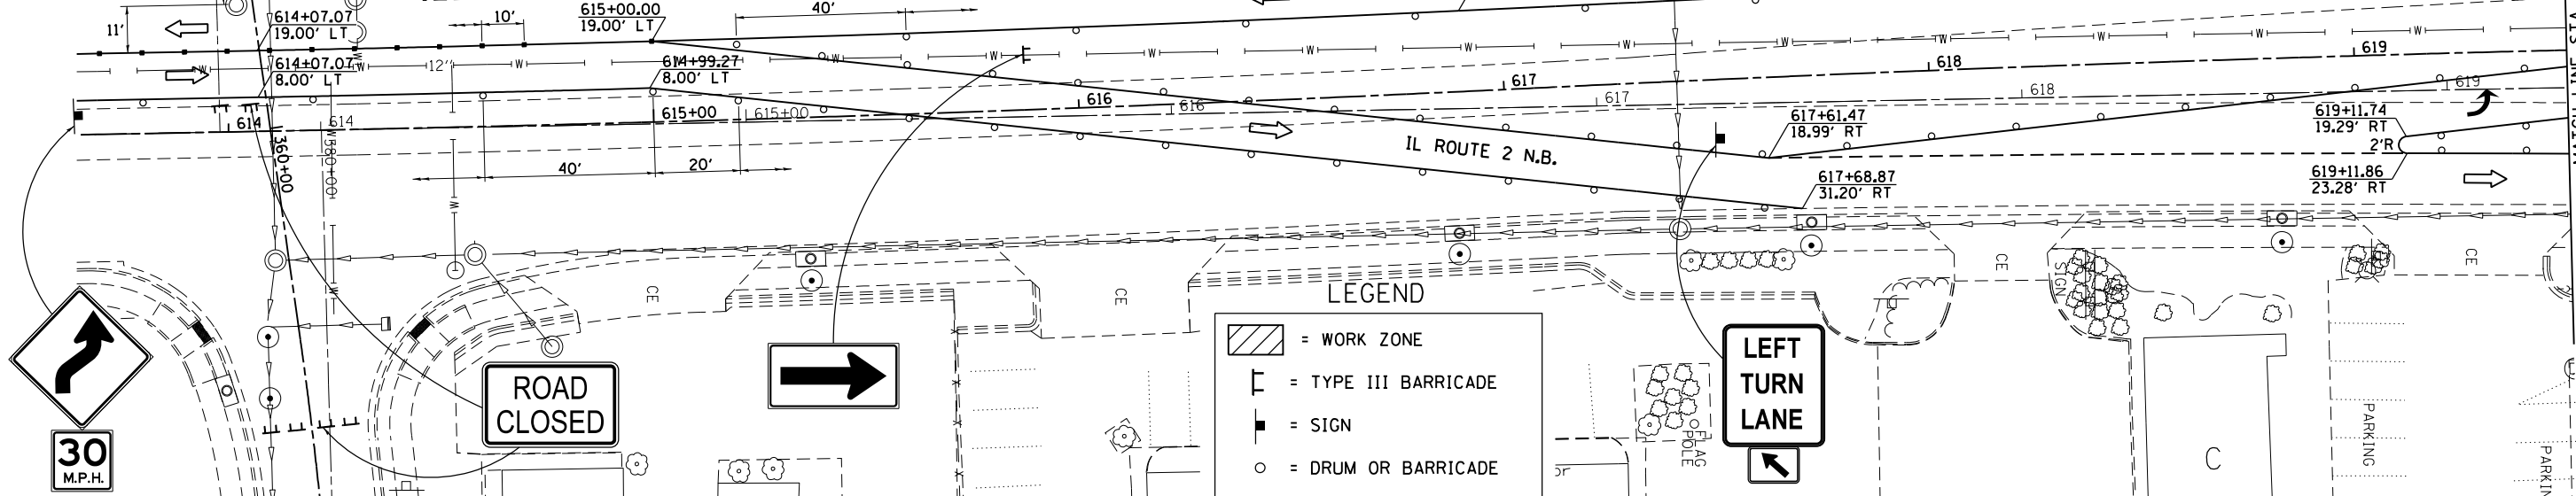 11'
614+07.07
19.00' LT
10'
615+00.00
19.00' LT
40'
614+07.07
8.00' LT
W
12'
W
614+99.27
8.00' LT
W
W
W
W
W
W
W
W
W
W
W
W
W
619
618
617
616
615+00
614
614
615+00
616
617
618
619
360+00
580+00
W
W
W
40'
20'
IL ROUTE 2 N.B.
617+61.47
18.99' RT
617+68.87
31.20' RT
619+11.74
19.29' RT
2'R
619+11.86
23.28' RT
CE
CE
CE
CE
SIGN
30
M.P.H.
ROAD
CLOSED
LEGEND
= WORK ZONE
= TYPE III BARRICADE
= SIGN
= DRUM OR BARRICADE
LEFT
TURN
LANE
FLAG
POLE
C
PARKING